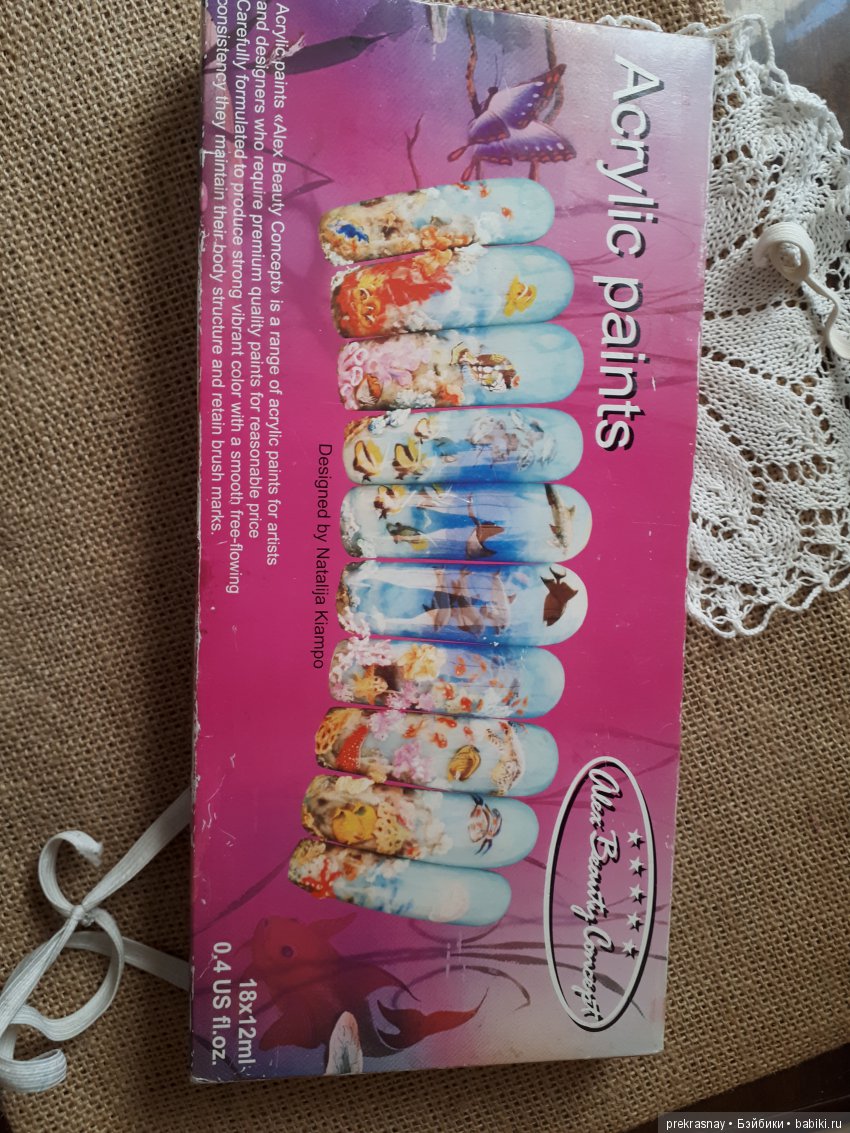 Acrylic paints
Alex Beauty Concept
Designed by Natalija Kiampo
Acrylic paints «Alex Beauty Concept» is a range of acrylic paints for artists
and designers who require premium quality paints for reasonable price
Carefully formulated to produce strong vibrant color with a smooth free-flowing
consistency they maintain their body structure and retain brush marks.
18x12ml
0,4 US fl.oz.
prekrasnay • Бэйбики • babiki.ru